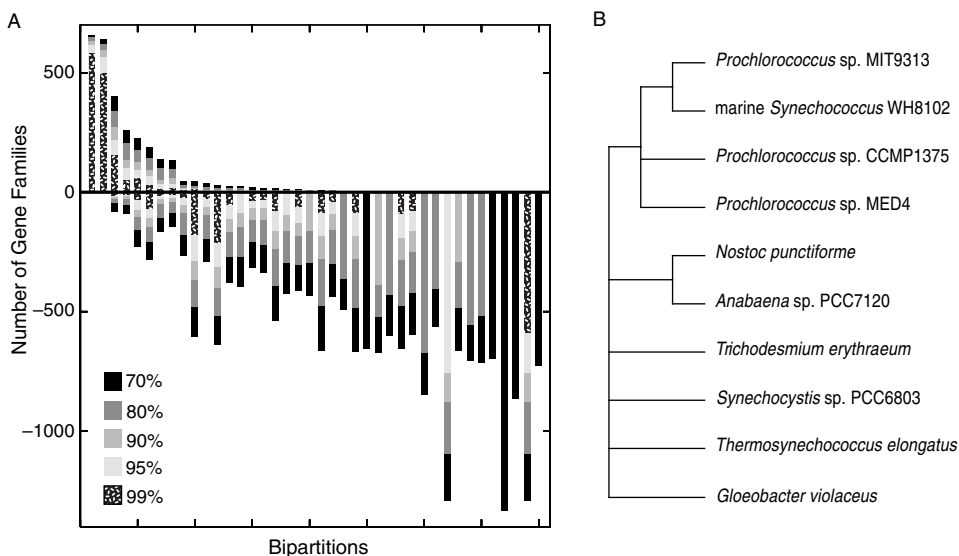 A
Number of Gene Families
500
0
−500
−1000
70%
80%
90%
95%
99%
Bipartitions
B
Prochlorococcus sp. MIT9313
marine Synechococcus WH8102
Prochlorococcus sp. CCMP1375
Prochlorococcus sp. MED4
Nostoc punctiforme
Anabaena sp. PCC7120
Trichodesmium erythraeum
Synechocystis sp. PCC6803
Thermosynechococcus elongatus
Gloeobacter violaceus